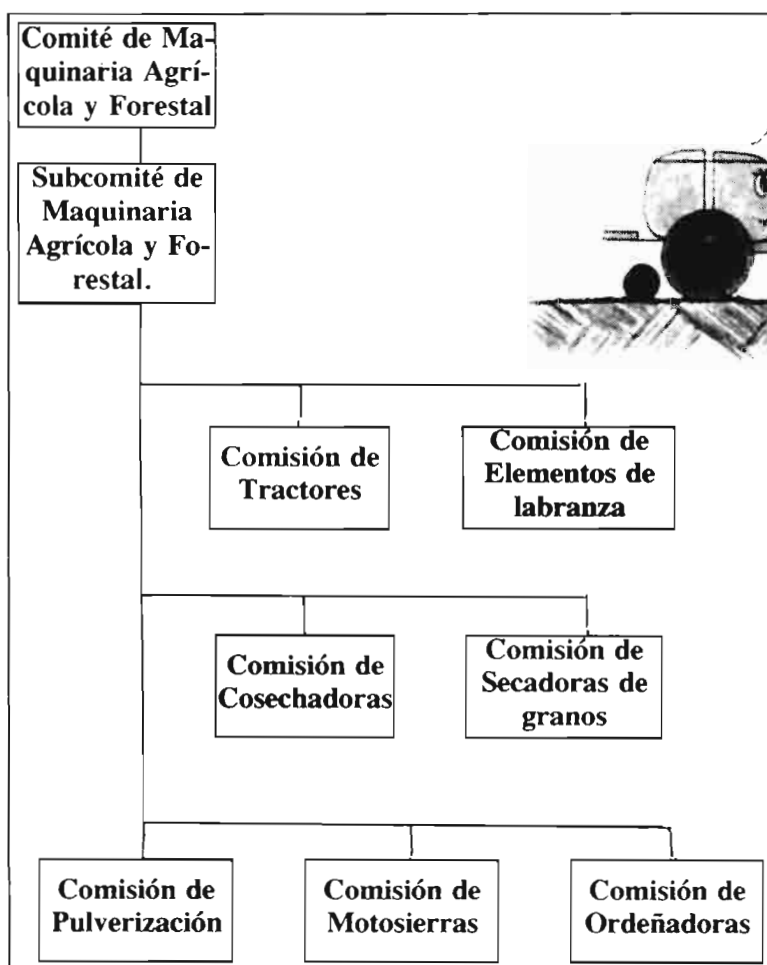 Comité de Ma-
quinaria Agrí-
cola y Forestal
Subcomité de
Maquinaria
Agrícola y Fo-
restal.
Comisión de
Tractores
Comisión de
Elementos de
labranza
Comisión de
Cosechadoras
Comisión de
Secadoras de
granos
Comisión de
Pulverización
Comisión de
Motosierras
Comisión de
Ordeñadoras